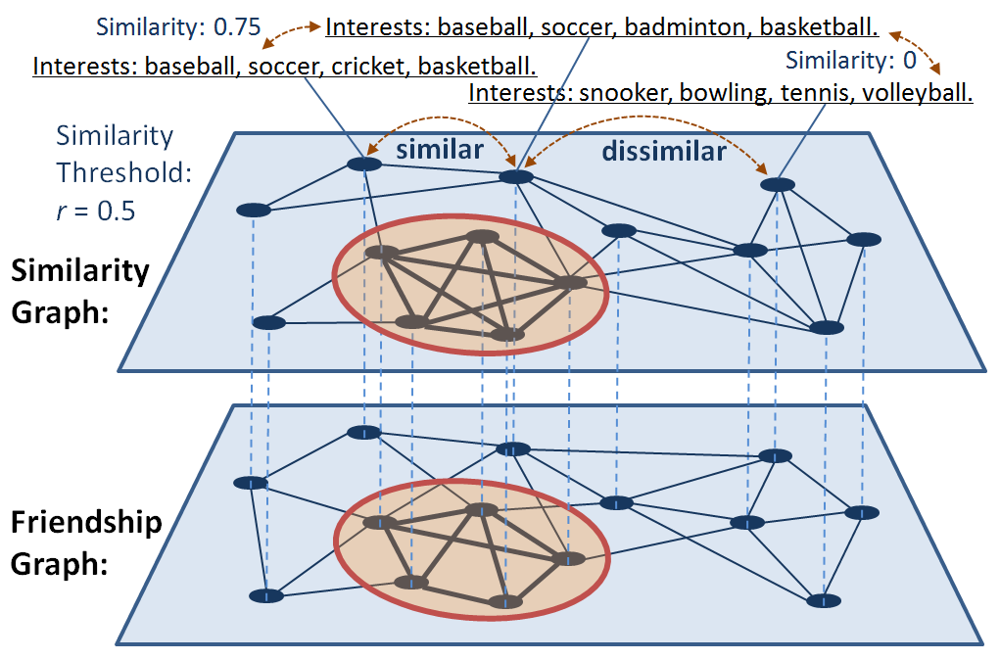 Similarity: 0.75
Interests: baseball, soccer, badminton, basketball.
Interests: baseball, soccer, cricket, basketball.
Similarity: 0
Interests: snooker, bowling, tennis, volleyball.
Similarity
Threshold:
r = 0.5
similar
dissimilar
Similarity
Graph:
Friendship
Graph: